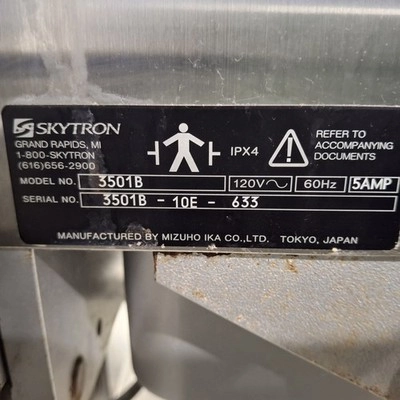 SKYTRON
GRAND RAPIDS, MI
1-800-SKYTRON
(616)656-2900
IPX4
REFER TO
ACCOMPANYING
DOCUMENTS
MODEL NO. 3501B 120V 60Hz 5AMP
SERIAL NO. 3501B - 10E - 633
MANUFACTURED BY MIZUHO IKA CO.,LTD. TOKYO, JAPAN